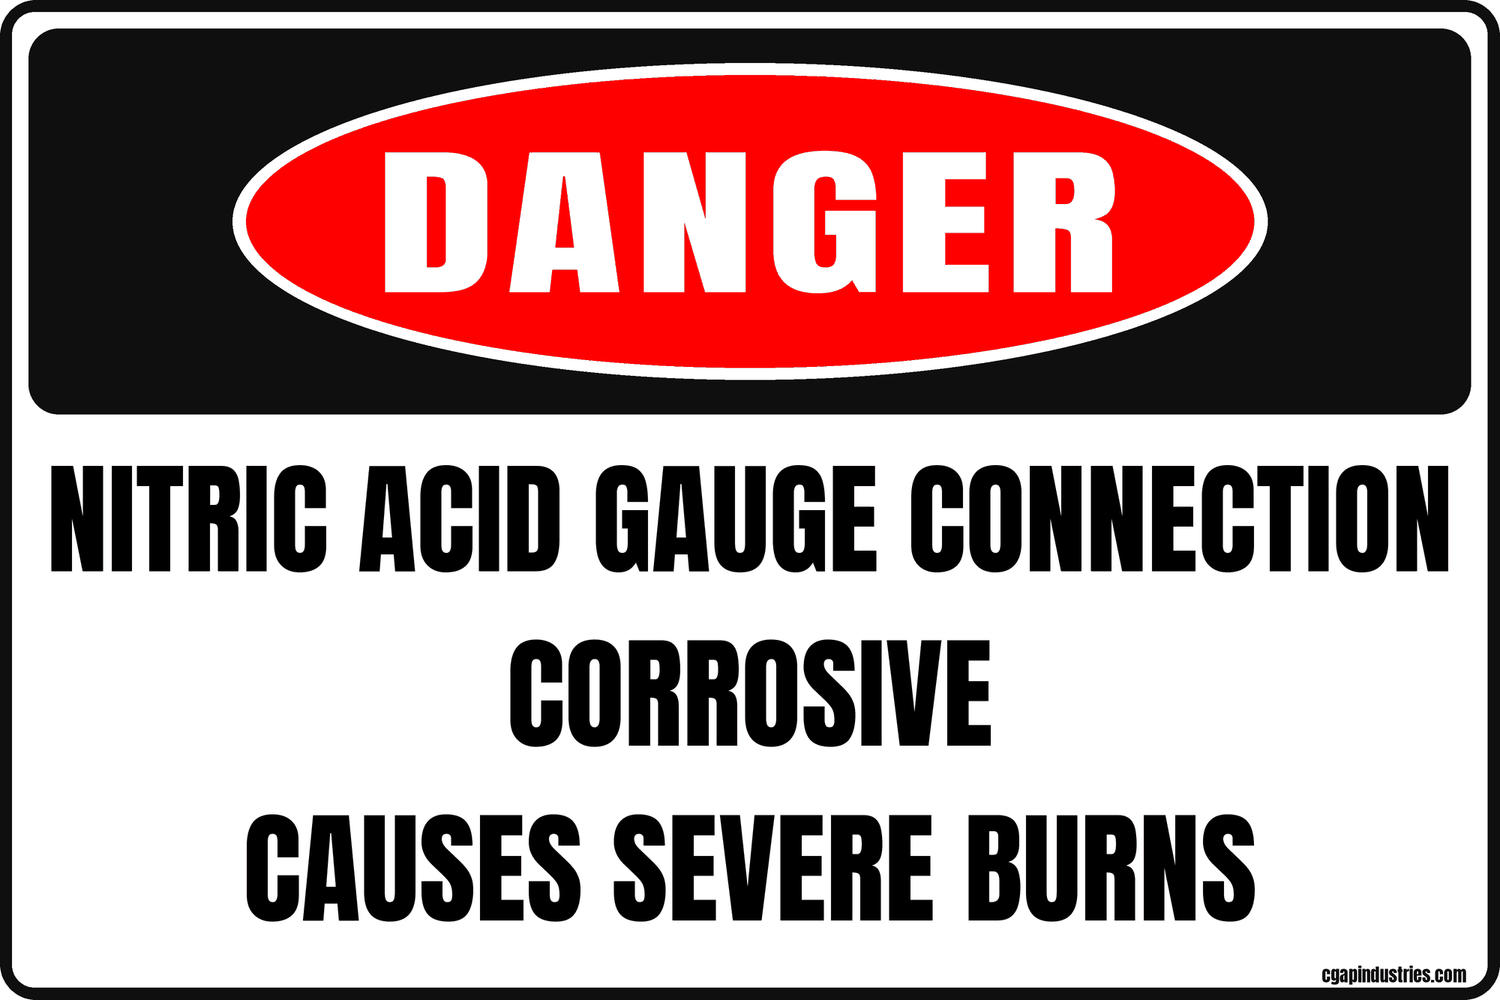 DANGER
NITRIC ACID GAUGE CONNECTION
CORROSIVE
CAUSES SEVERE BURNS
cgapindustries.com